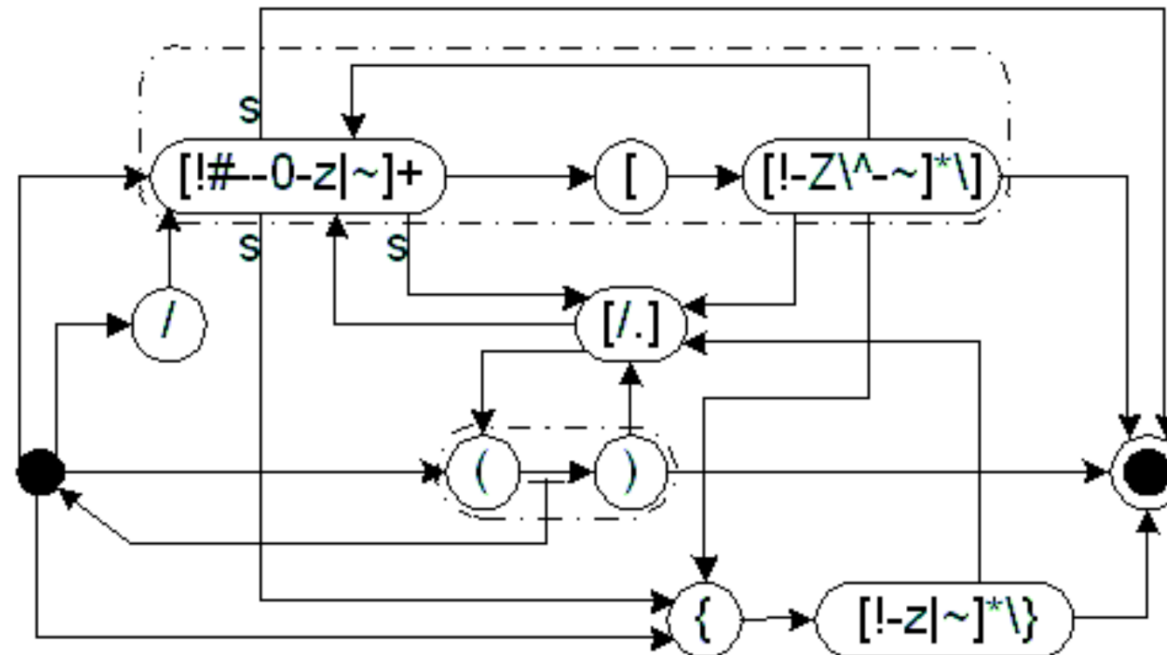 s
[!#--0-z|~]+
[
[!-Z\^-~]*\]
s
s
/
[/.]
(
)
{
[!-z|~]*\}